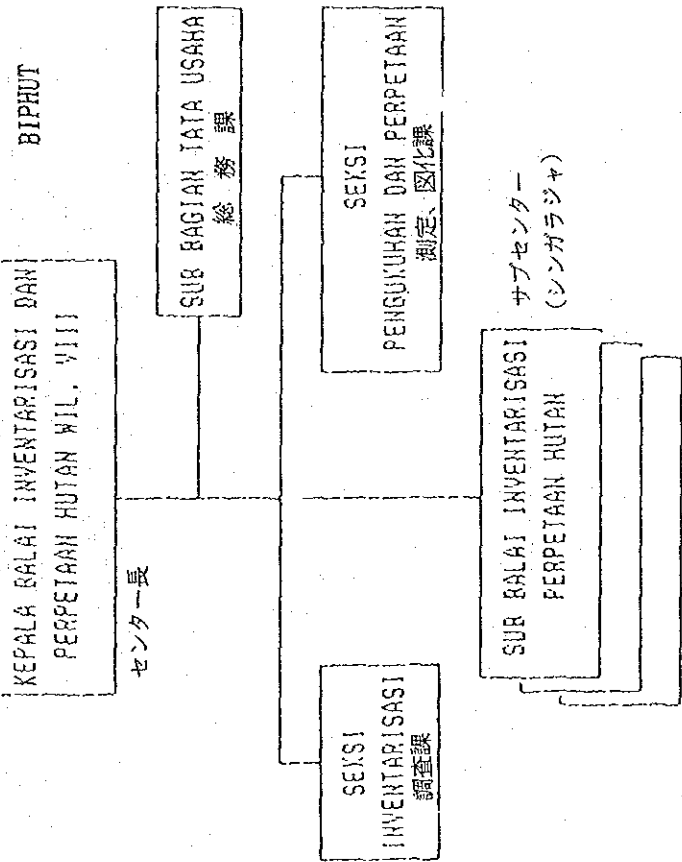 BIPHUT
KEPALA BALAI INVENTARISASI DAN
PERPETAAN HUTAN WIL. VIII
センター長
SUB BAGIAN TATA USAHA
総務課
SEKSI
INVENTARISASI
調査課
SEKSI
PENGUKUHAN DAN PERPETAAN
測定、図化課
SUB BALAI INVENTARISASI
PERPETAAN HUTAN
サブセンター
(シンガラジャ)